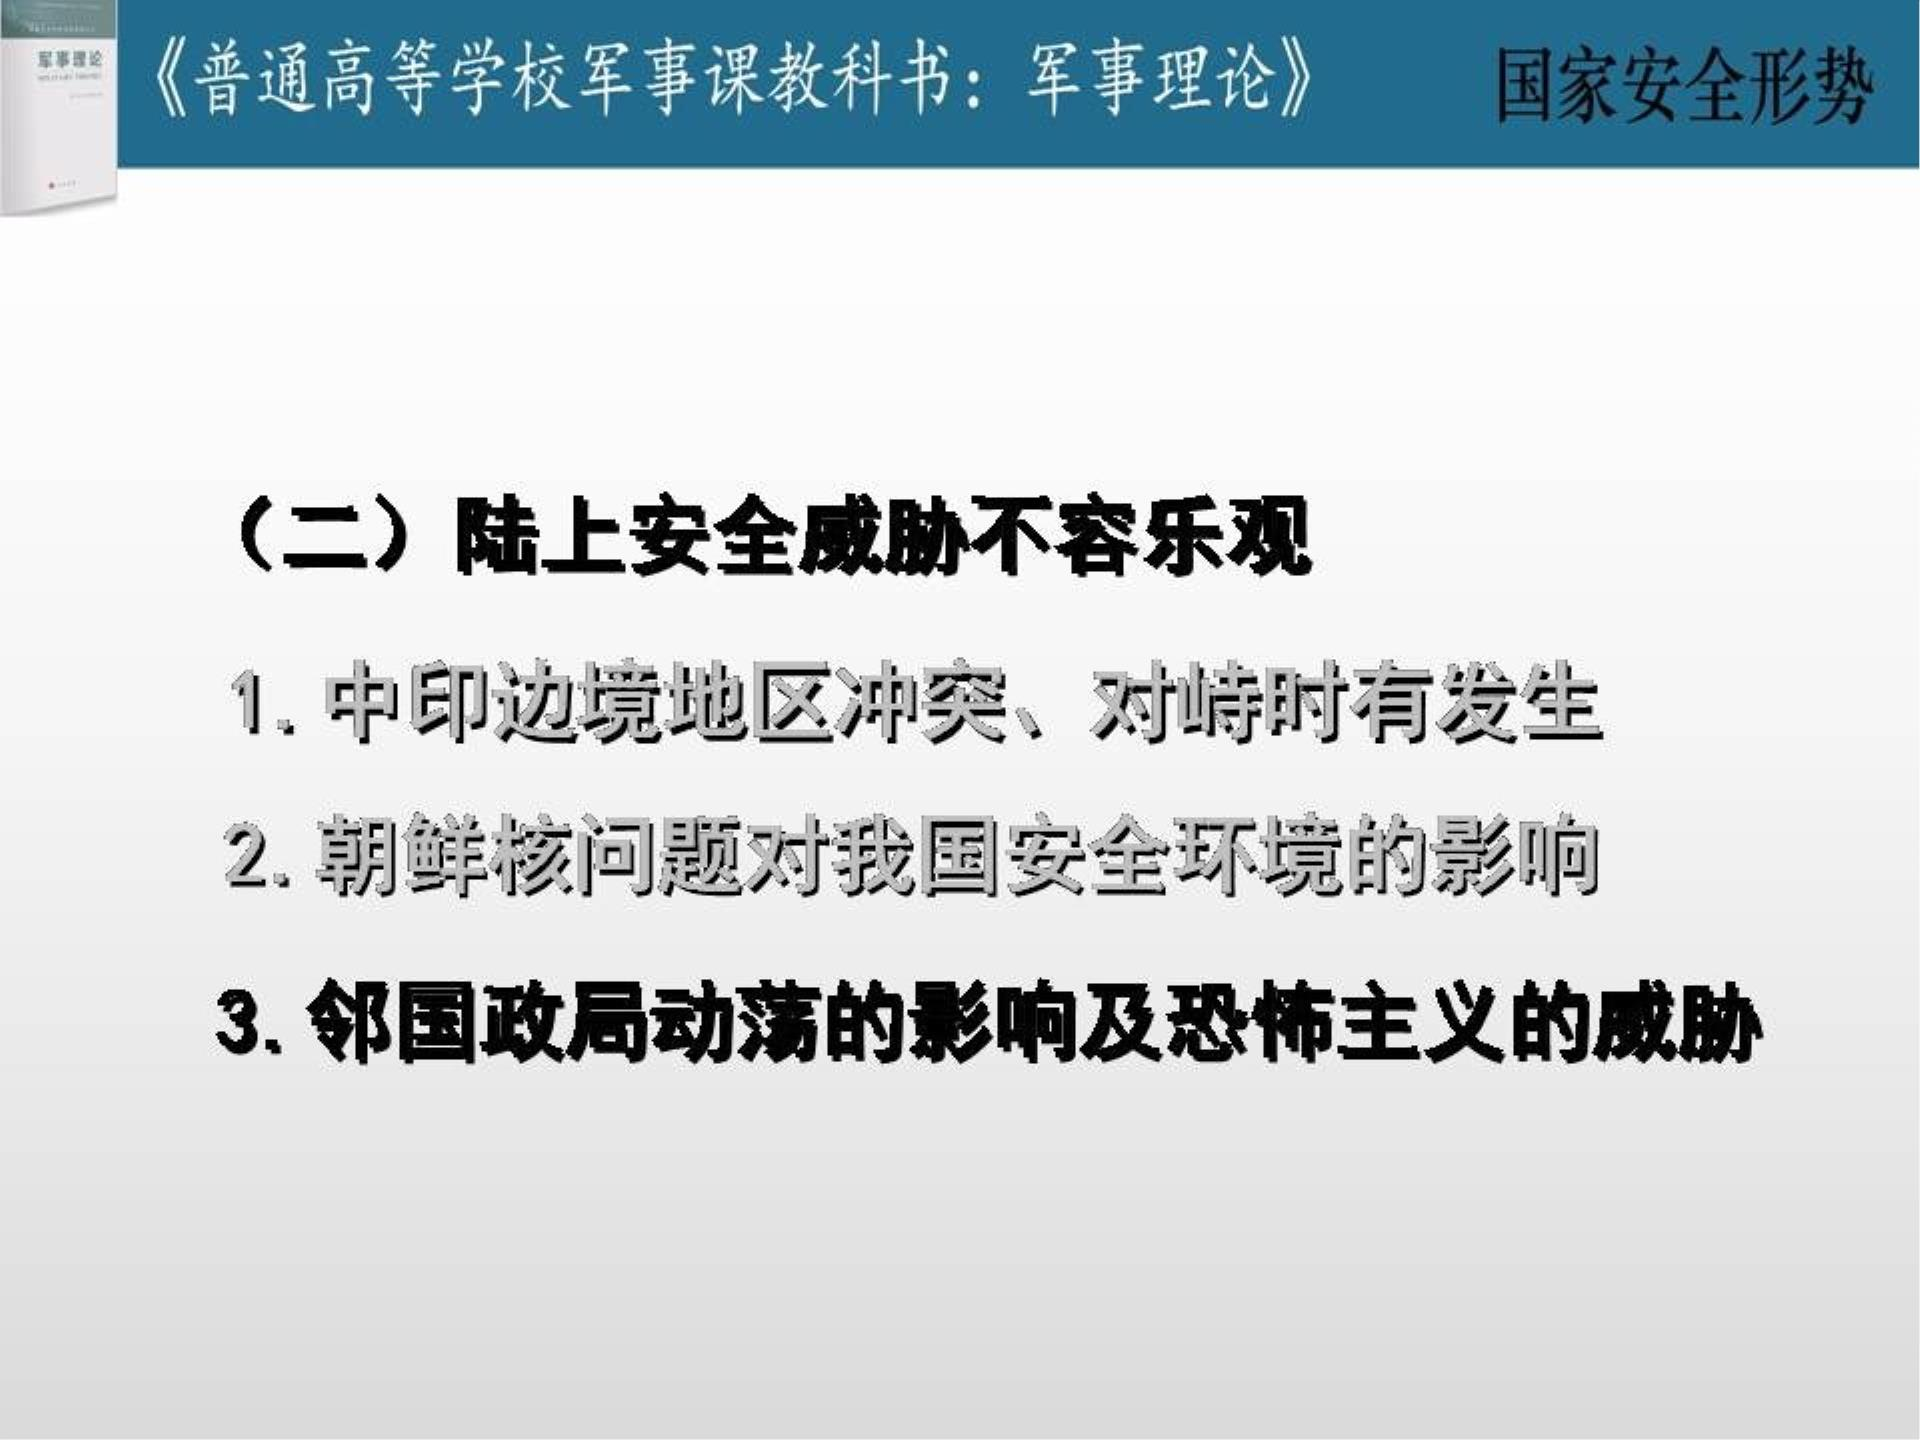 军事理论
《普通高等学校军事课教科书：军事理论》
国家安全形势
（二）陆上安全威胁不容乐观
1.中印边境地区冲突、对峙时有发生
2.朝鲜核问题对我国安全环境的影响
3.邻国政局动荡的影响及恐怖主义的威胁